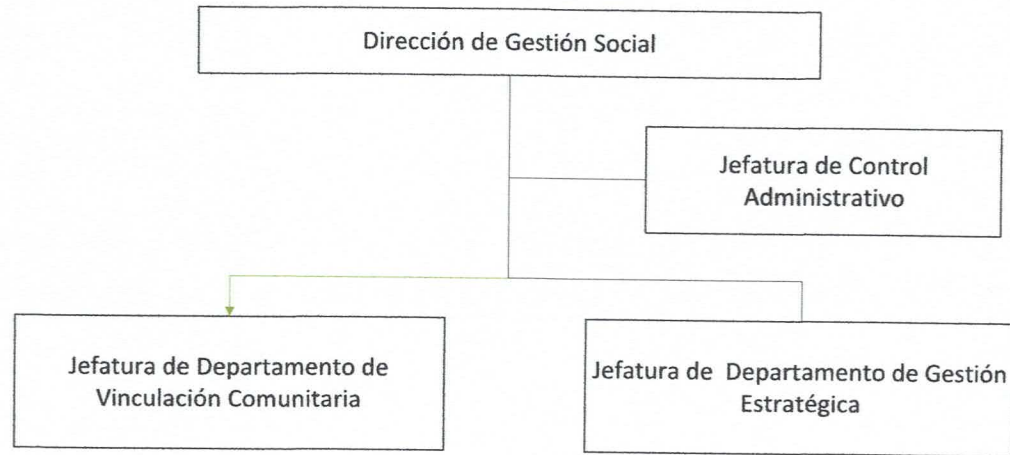 Dirección de Gestión Social
Jefatura de Control
Administrativo
Jefatura de Departamento de
Vinculación Comunitaria
Jefatura de Departamento de Gestión
Estratégica